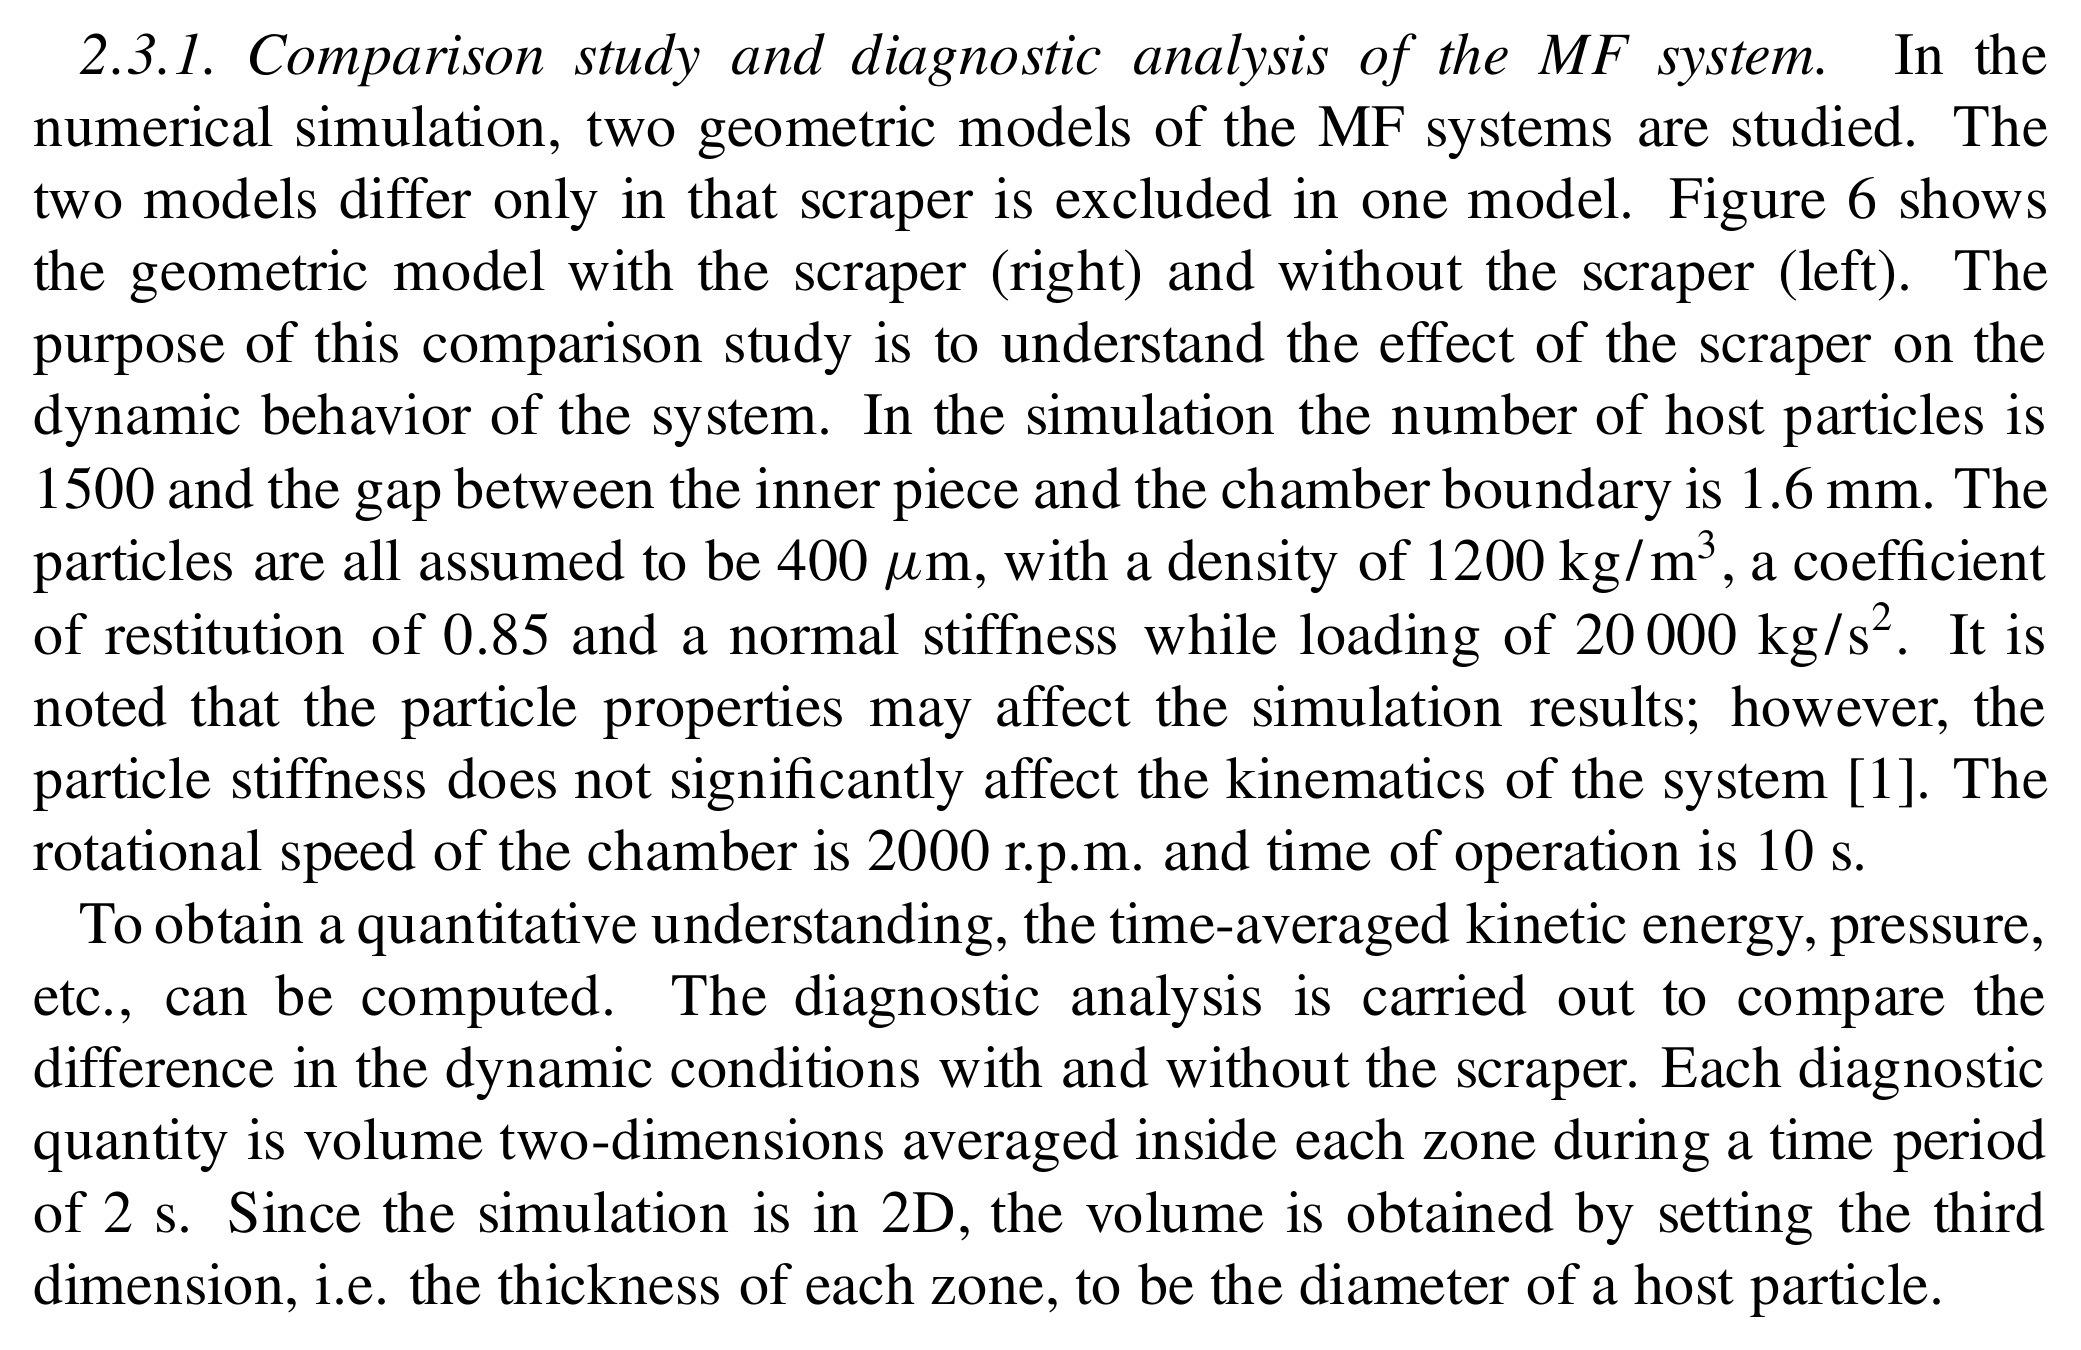 2.3.1. Comparison study and diagnostic analysis of the MF system. In the
numerical simulation, two geometric models of the MF systems are studied. The
two models differ only in that scraper is excluded in one model. Figure 6 shows
the geometric model with the scraper (right) and without the scraper (left). The
purpose of this comparison study is to understand the effect of the scraper on the
dynamic behavior of the system. In the simulation the number of host particles is
1500 and the gap between the inner piece and the chamber boundary is 1.6 mm. The
particles are all assumed to be 400 μm, with a density of 1200 kg/m³, a coefficient
of restitution of 0.85 and a normal stiffness while loading of 20 000 kg/s². It is
noted that the particle properties may affect the simulation results; however, the
particle stiffness does not significantly affect the kinematics of the system [1]. The
rotational speed of the chamber is 2000 r.p.m. and time of operation is 10 s.
To obtain a quantitative understanding, the time-averaged kinetic energy, pressure,
etc., can be computed. The diagnostic analysis is carried out to compare the
difference in the dynamic conditions with and without the scraper. Each diagnostic
quantity is volume two-dimensions averaged inside each zone during a time period
of 2 s. Since the simulation is in 2D, the volume is obtained by setting the third
dimension, i.e. the thickness of each zone, to be the diameter of a host particle.